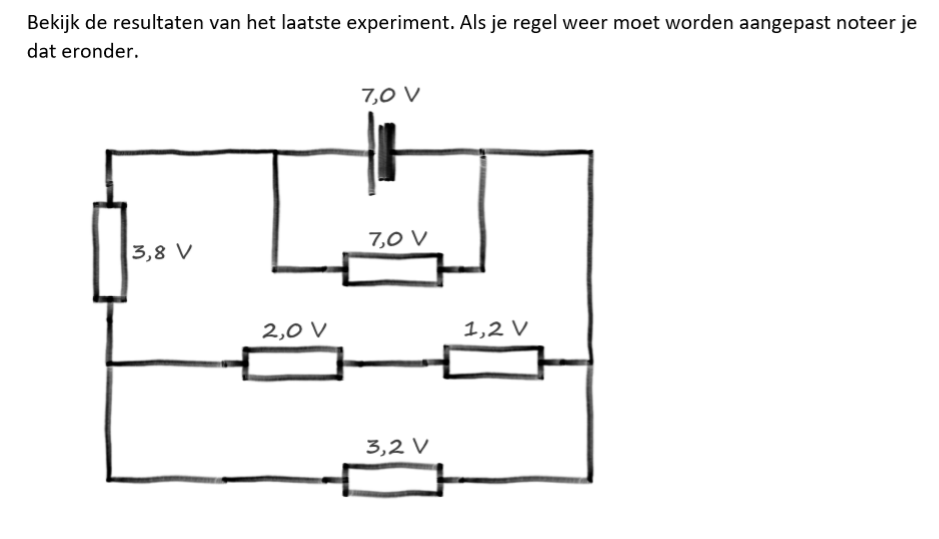 Bekijk de resultaten van het laatste experiment. Als je regel weer moet worden aangepast noteer je
dat eronder.
7,0 V
7,0 V
3,8 V
2,0 V
1,2 V
3,2 V